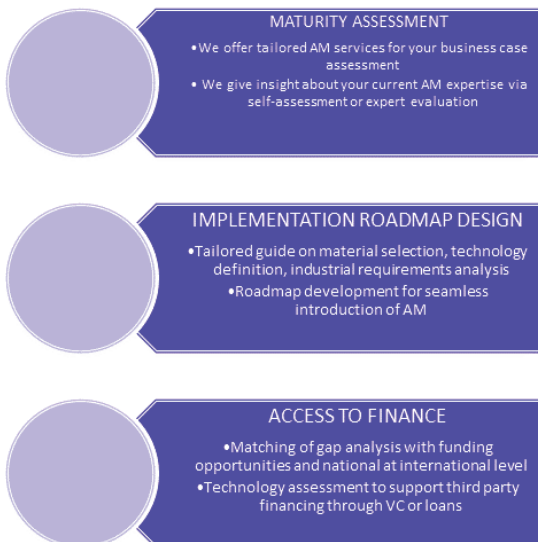 MATURITY ASSESSMENT
•We offer tailored AM services for your business case
assessment
• We give insight about your current AM expertise via
self-assessment or expert evaluation
IMPLEMENTATION ROADMAP DESIGN
•Tailored guide on material selection, technology
definition, industrial requirements analysis
•Roadmap development for seamless
introduction of AM
ACCESS TO FINANCE
•Matching of gap analysis with funding
opportunities and national at international level
•Technology assessment to support third party
financing through VC or loans